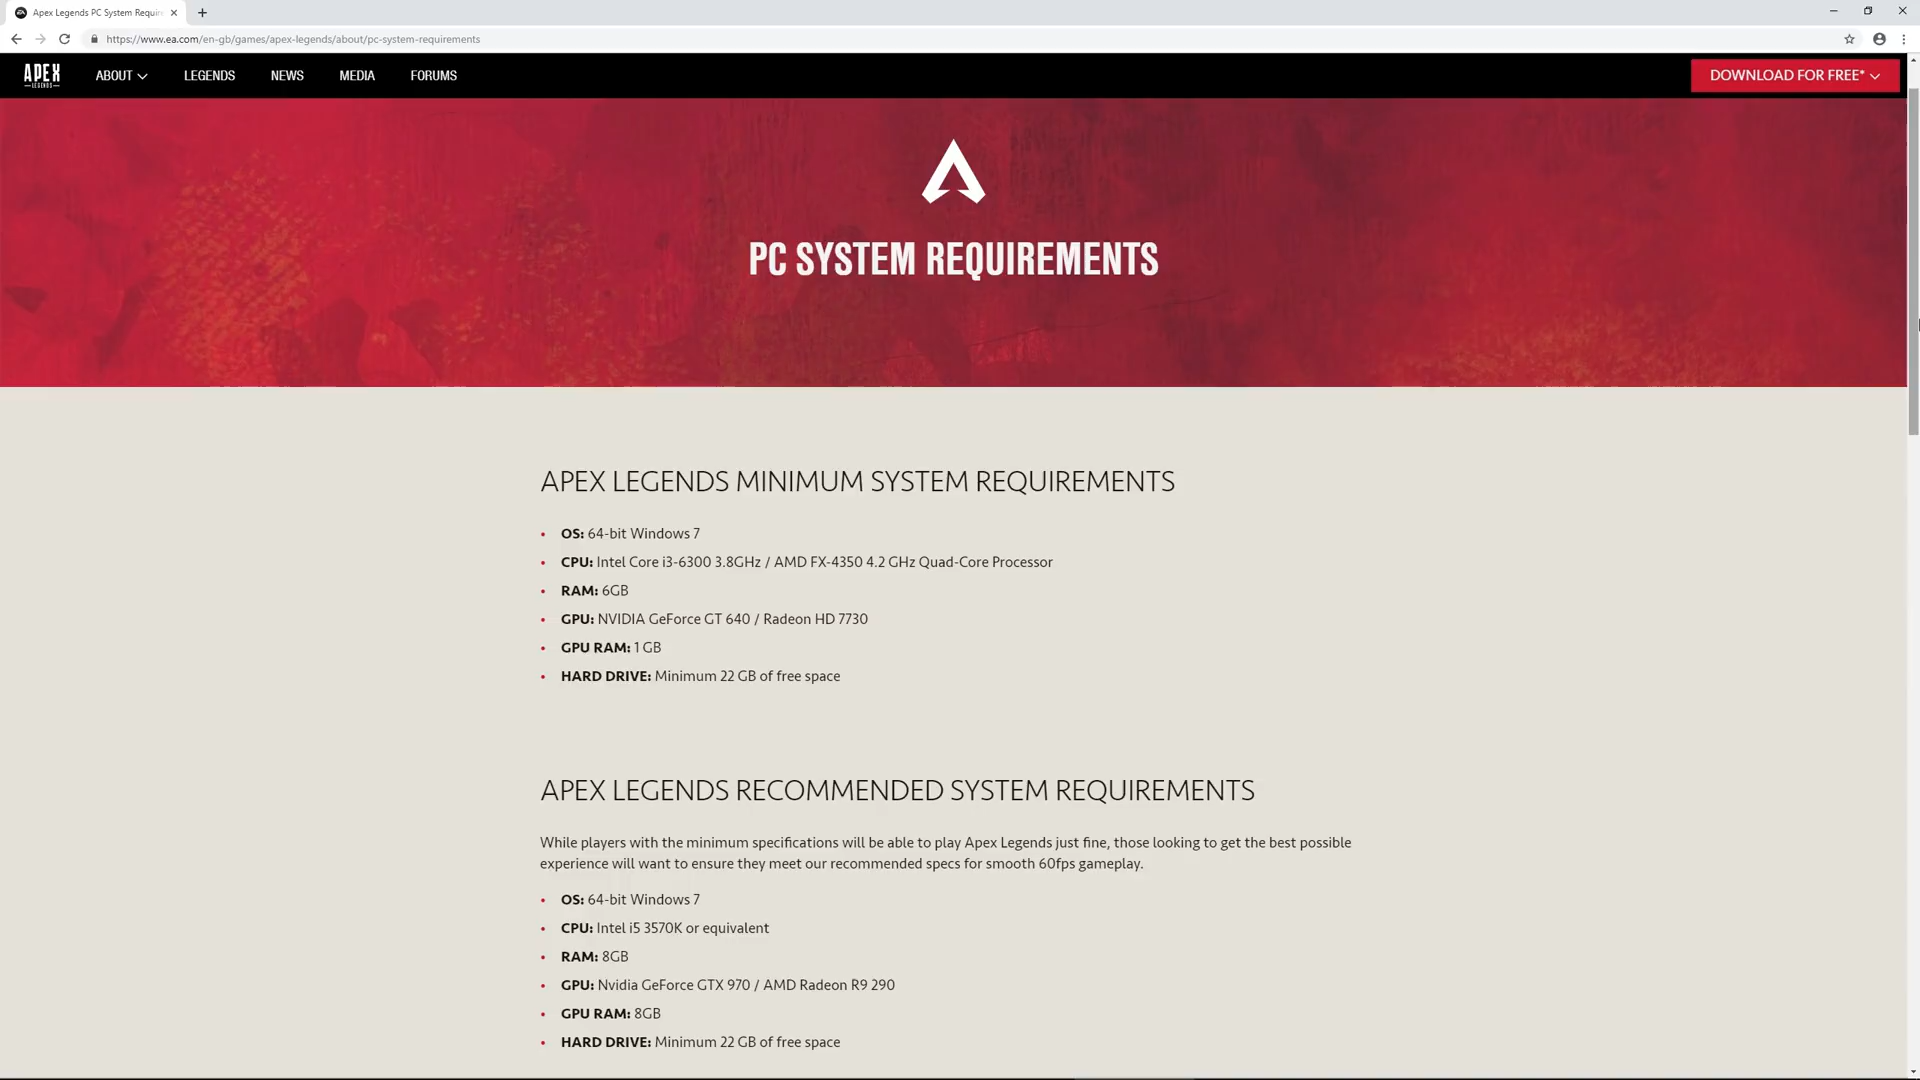 Apex Legends PC System Requir
https://www.ea.com/en-gb/games/apex-legends/about/pc-system-requirements
APEX
LEGENDS
ABOUT
LEGENDS
NEWS
MEDIA
FORUMS
DOWNLOAD FOR FREE*
PC SYSTEM REQUIREMENTS
APEX LEGENDS MINIMUM SYSTEM REQUIREMENTS
• OS: 64-bit Windows 7
• CPU: Intel Core i3-6300 3.8GHz / AMD FX-4350 4.2 GHz Quad-Core Processor
• RAM: 6GB
• GPU: NVIDIA GeForce GT 640 / Radeon HD 7730
• GPU RAM: 1 GB
• HARD DRIVE: Minimum 22 GB of free space
APEX LEGENDS RECOMMENDED SYSTEM REQUIREMENTS
While players with the minimum specifications will be able to play Apex Legends just fine, those looking to get the best possible
experience will want to ensure they meet our recommended specs for smooth 60fps gameplay.
• OS: 64-bit Windows 7
• CPU: Intel i5 3570K or equivalent
• RAM: 8GB
• GPU: Nvidia GeForce GTX 970 / AMD Radeon R9 290
• GPU RAM: 8GB
• HARD DRIVE: Minimum 22 GB of free space